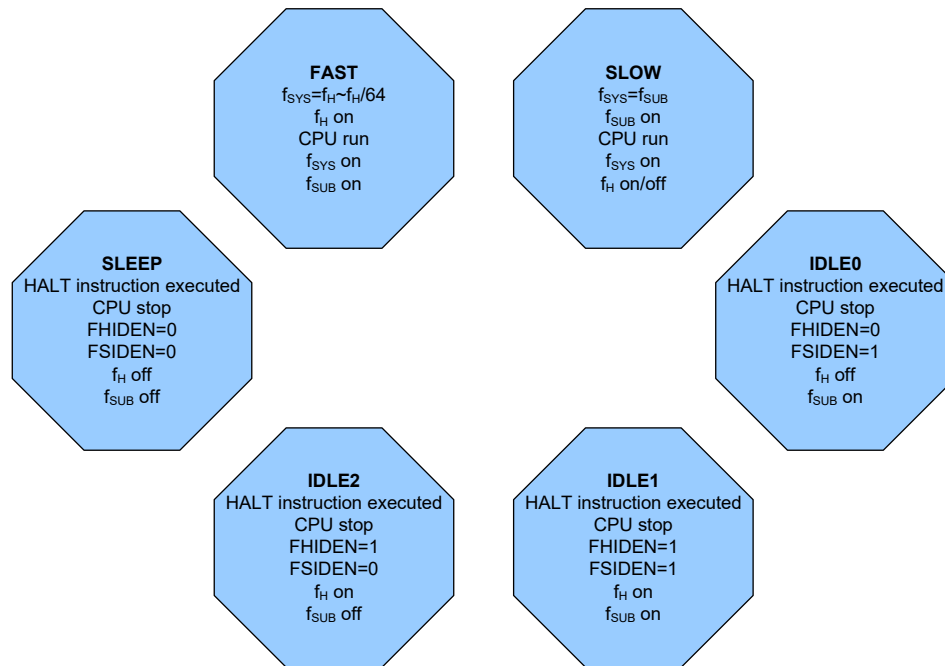 FAST
fSYS=fH~fH/64
fH on
CPU run
fSYS on
fSUB on
SLOW
fSYS=fSUB
fSUB on
CPU run
fSYS on
fH on/off
SLEEP
HALT instruction executed
CPU stop
FHIDEN=0
FSIDEN=0
fH off
fSUB off
IDLE0
HALT instruction executed
CPU stop
FHIDEN=0
FSIDEN=1
fH off
fSUB on
IDLE2
HALT instruction executed
CPU stop
FHIDEN=1
FSIDEN=0
fH on
fSUB off
IDLE1
HALT instruction executed
CPU stop
FHIDEN=1
FSIDEN=1
fH on
fSUB on